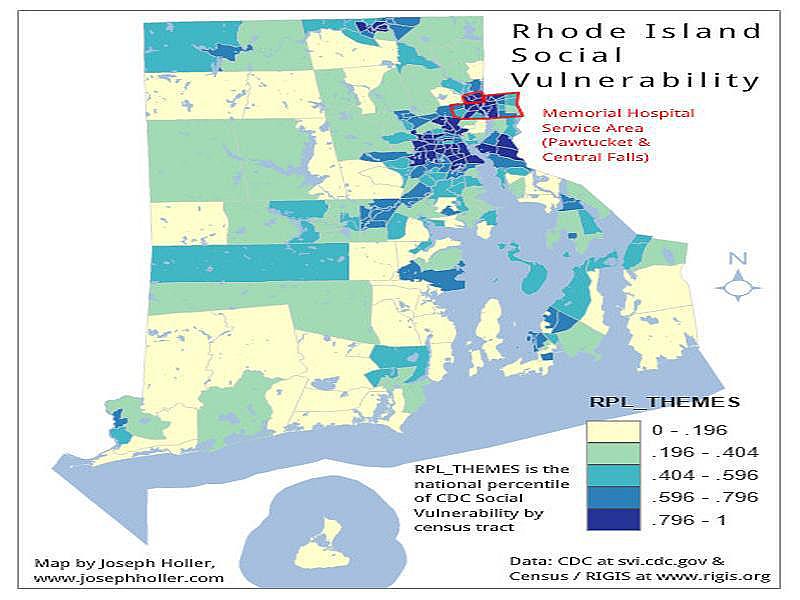 Rhode Island
Social
Vulnerability
Memorial Hospital
Service Area
(Pawtucket &
Central Falls)
N
RPL_THEMES
0 - .196
.196 - .404
.404 - .596
.596 - .796
.796 - 1
RPL_THEMES is the
national percentile
of CDC Social
Vulnerability by
census tract
Map by Joseph Holler,
www.josephholler.com
Data: CDC at svi.cdc.gov &
Census / RIGIS at www.rigis.org